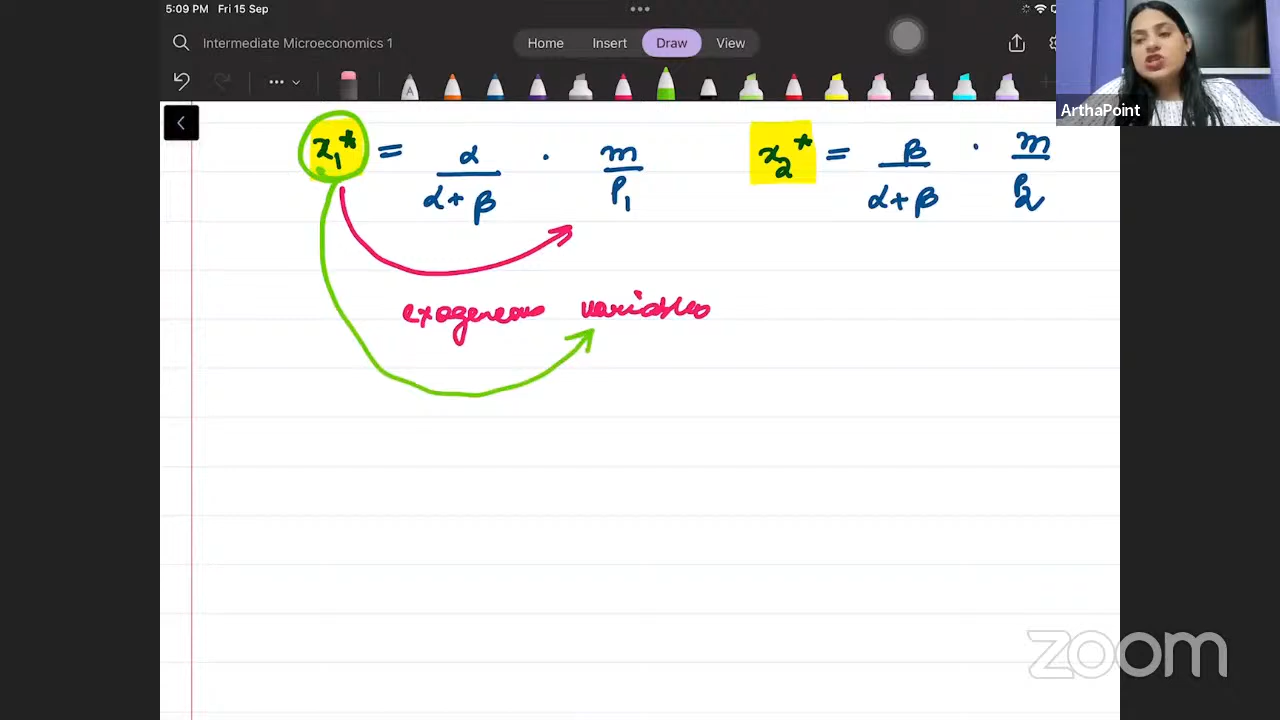 5:09 PM Fri 15 Sep
Intermediate Microeconomics 1
Home Insert Draw View
A
ArthaPoint
x₁* = α/(α+β) · m/P₁
x₂* = β/(α+β) · m/P₂
exogeneous variables
zoom